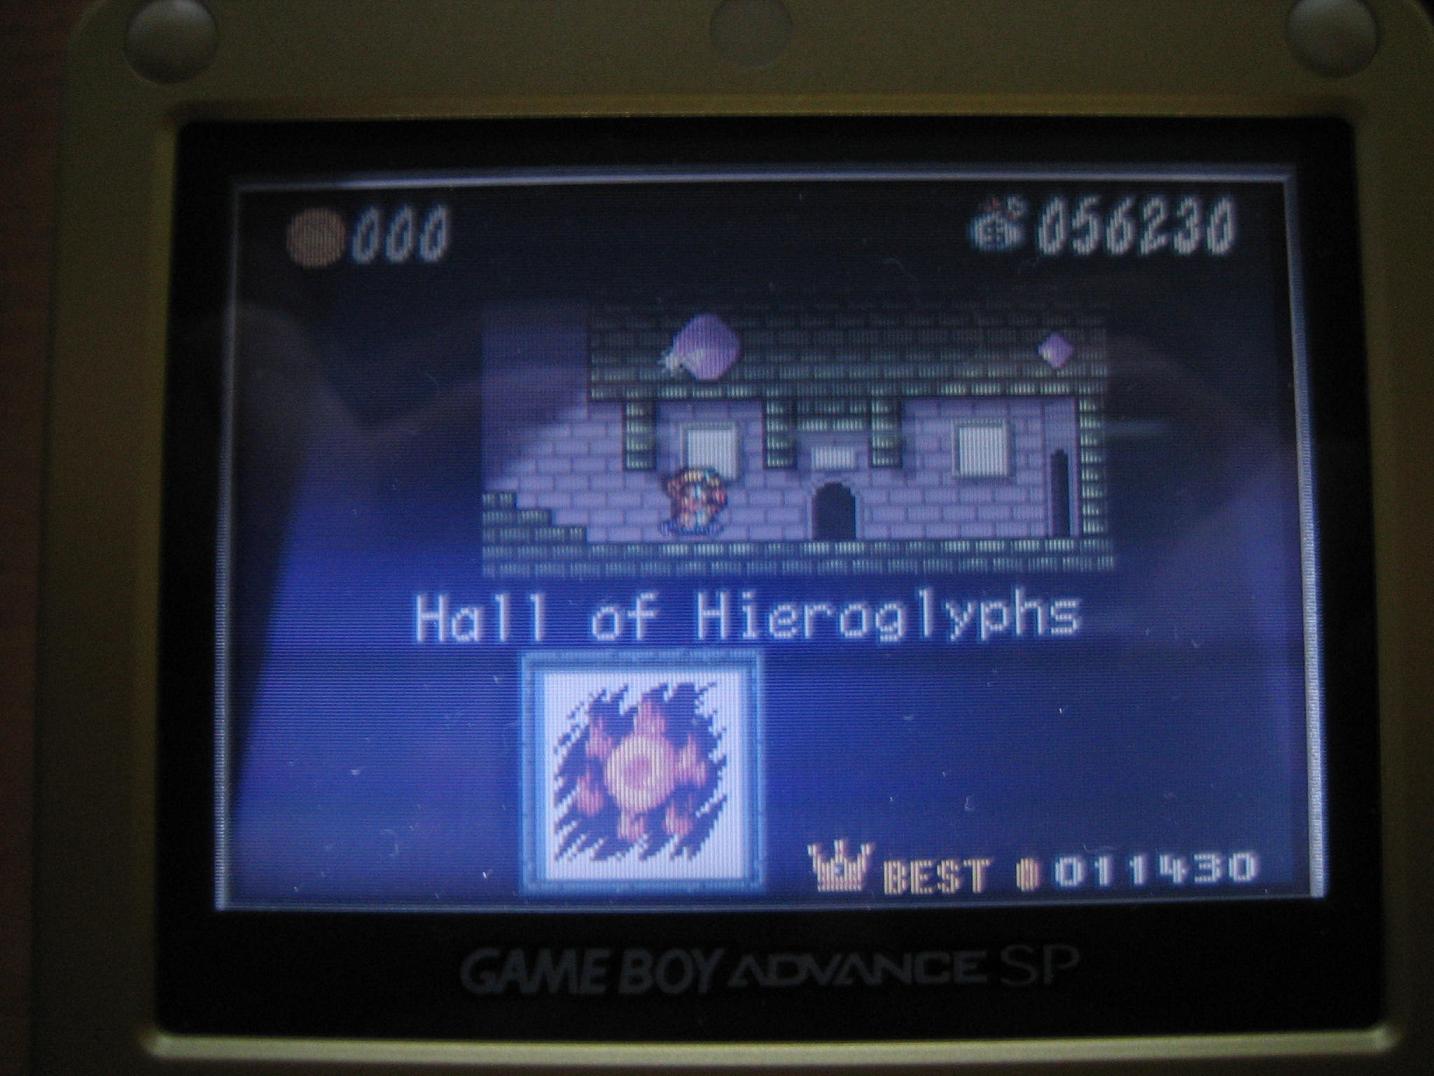 000
056230
Hall of Hieroglyphs
BEST 011430
GAME BOY ADVANCE SP